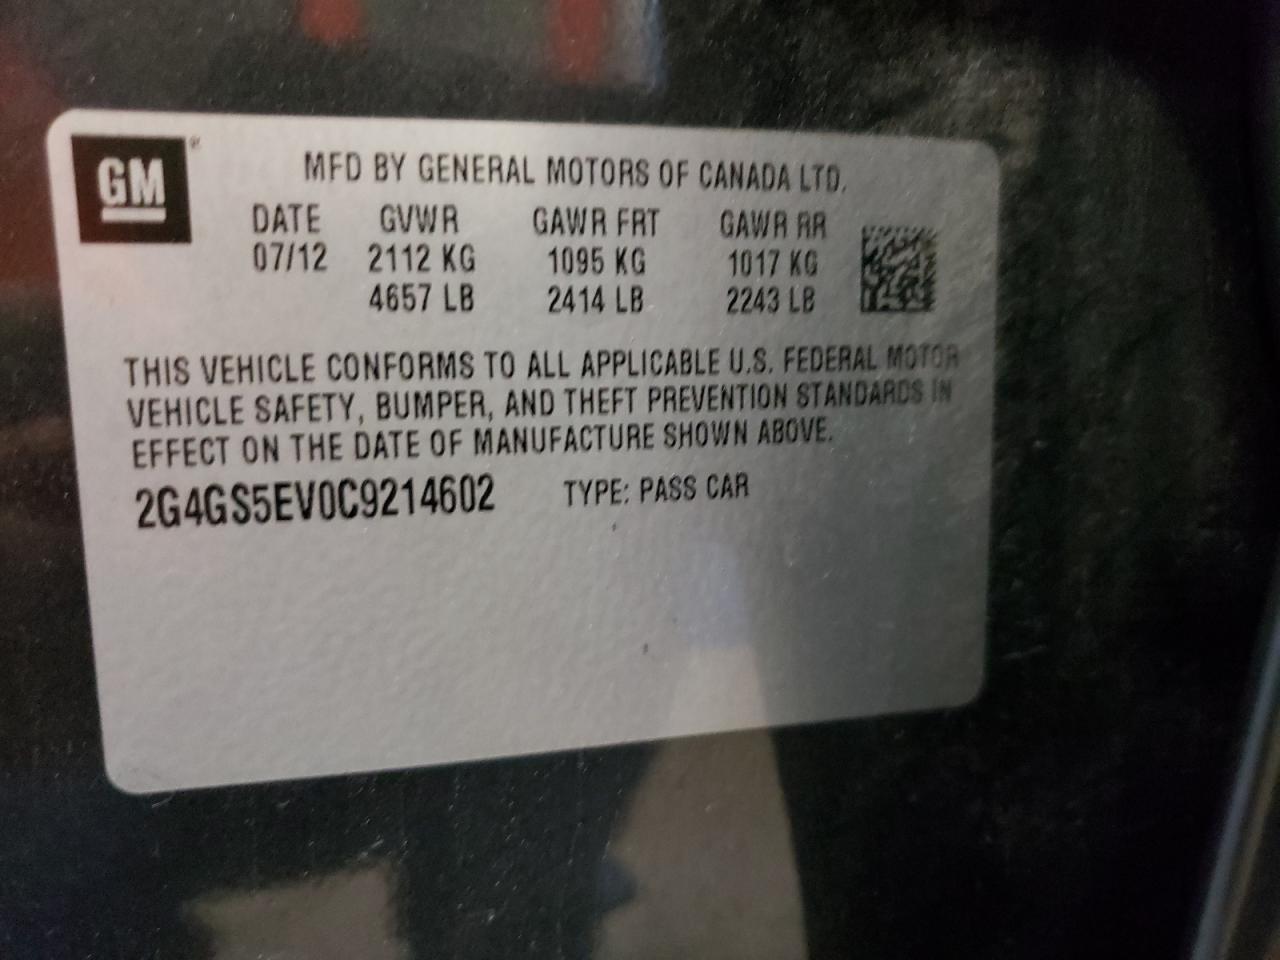 GM ®
MFD BY GENERAL MOTORS OF CANADA LTD.
DATE GVWR GAWR FRT GAWR RR
07/12 2112 KG 1095 KG 1017 KG
4657 LB 2414 LB 2243 LB
THIS VEHICLE CONFORMS TO ALL APPLICABLE U.S. FEDERAL MOTOR
VEHICLE SAFETY, BUMPER, AND THEFT PREVENTION STANDARDS IN
EFFECT ON THE DATE OF MANUFACTURE SHOWN ABOVE.
2G4GS5EV0C9214602 TYPE: PASS CAR